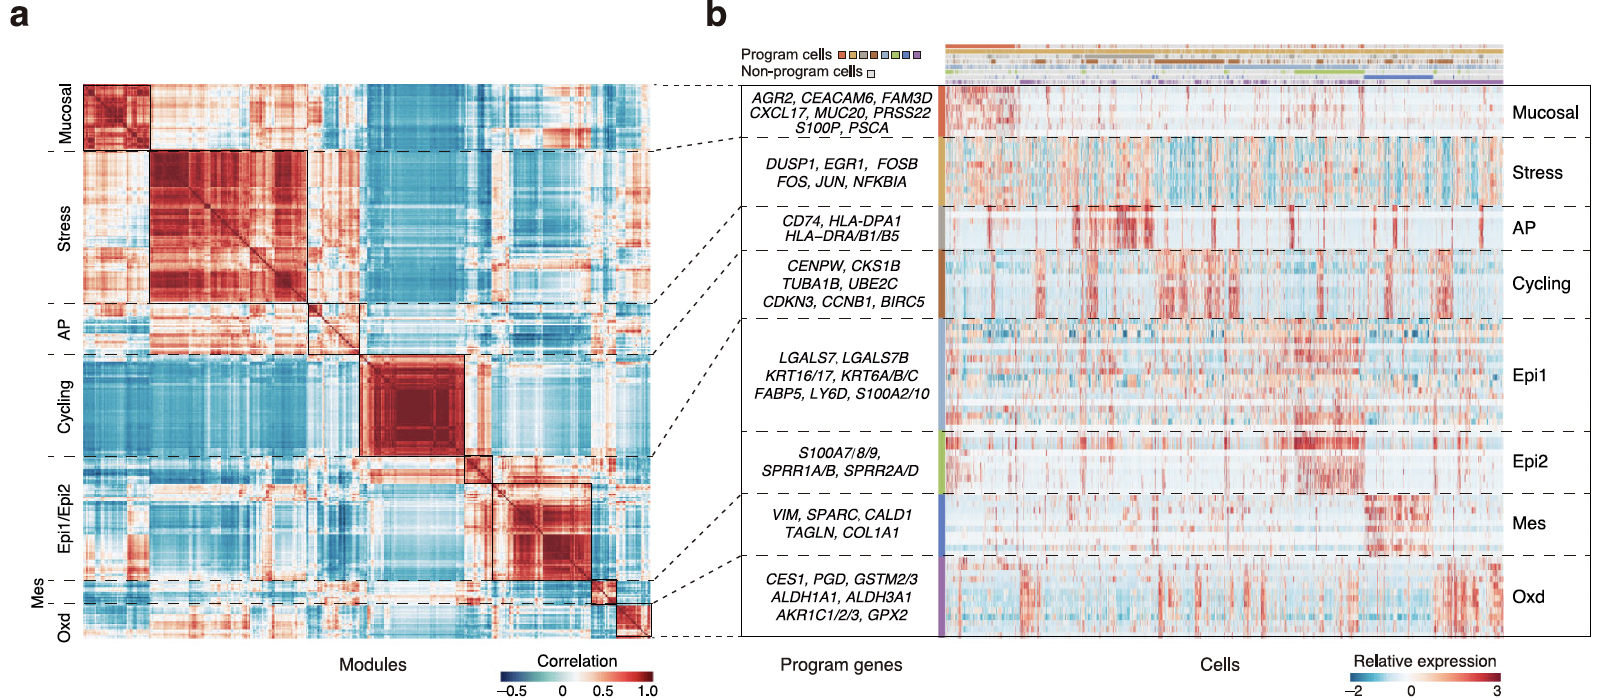 a
b
Mucosal
Stress
AP
Cycling
Epi1/Epi2
Mes
Oxd
Modules
Correlation
−0.5 0 0.5 1.0
Program cells
Non-program cells
AGR2, CEACAM6, FAM3D
CXCL17, MUC20, PRSS22
S100P, PSCA
Mucosal
DUSP1, EGR1, FOSB
FOS, JUN, NFKBIA
Stress
CD74, HLA-DPA1
HLA−DRA/B1/B5
AP
CENPW, CKS1B
TUBA1B, UBE2C
CDKN3, CCNB1, BIRC5
Cycling
LGALS7, LGALS7B
KRT16/17, KRT6A/B/C
FABP5, LY6D, S100A2/10
Epi1
S100A7/8/9,
SPRR1A/B, SPRR2A/D
Epi2
VIM, SPARC, CALD1
TAGLN, COL1A1
Mes
CES1, PGD, GSTM2/3
ALDH1A1, ALDH3A1
AKR1C1/2/3, GPX2
Oxd
Program genes
Cells
Relative expression
−2 0 3